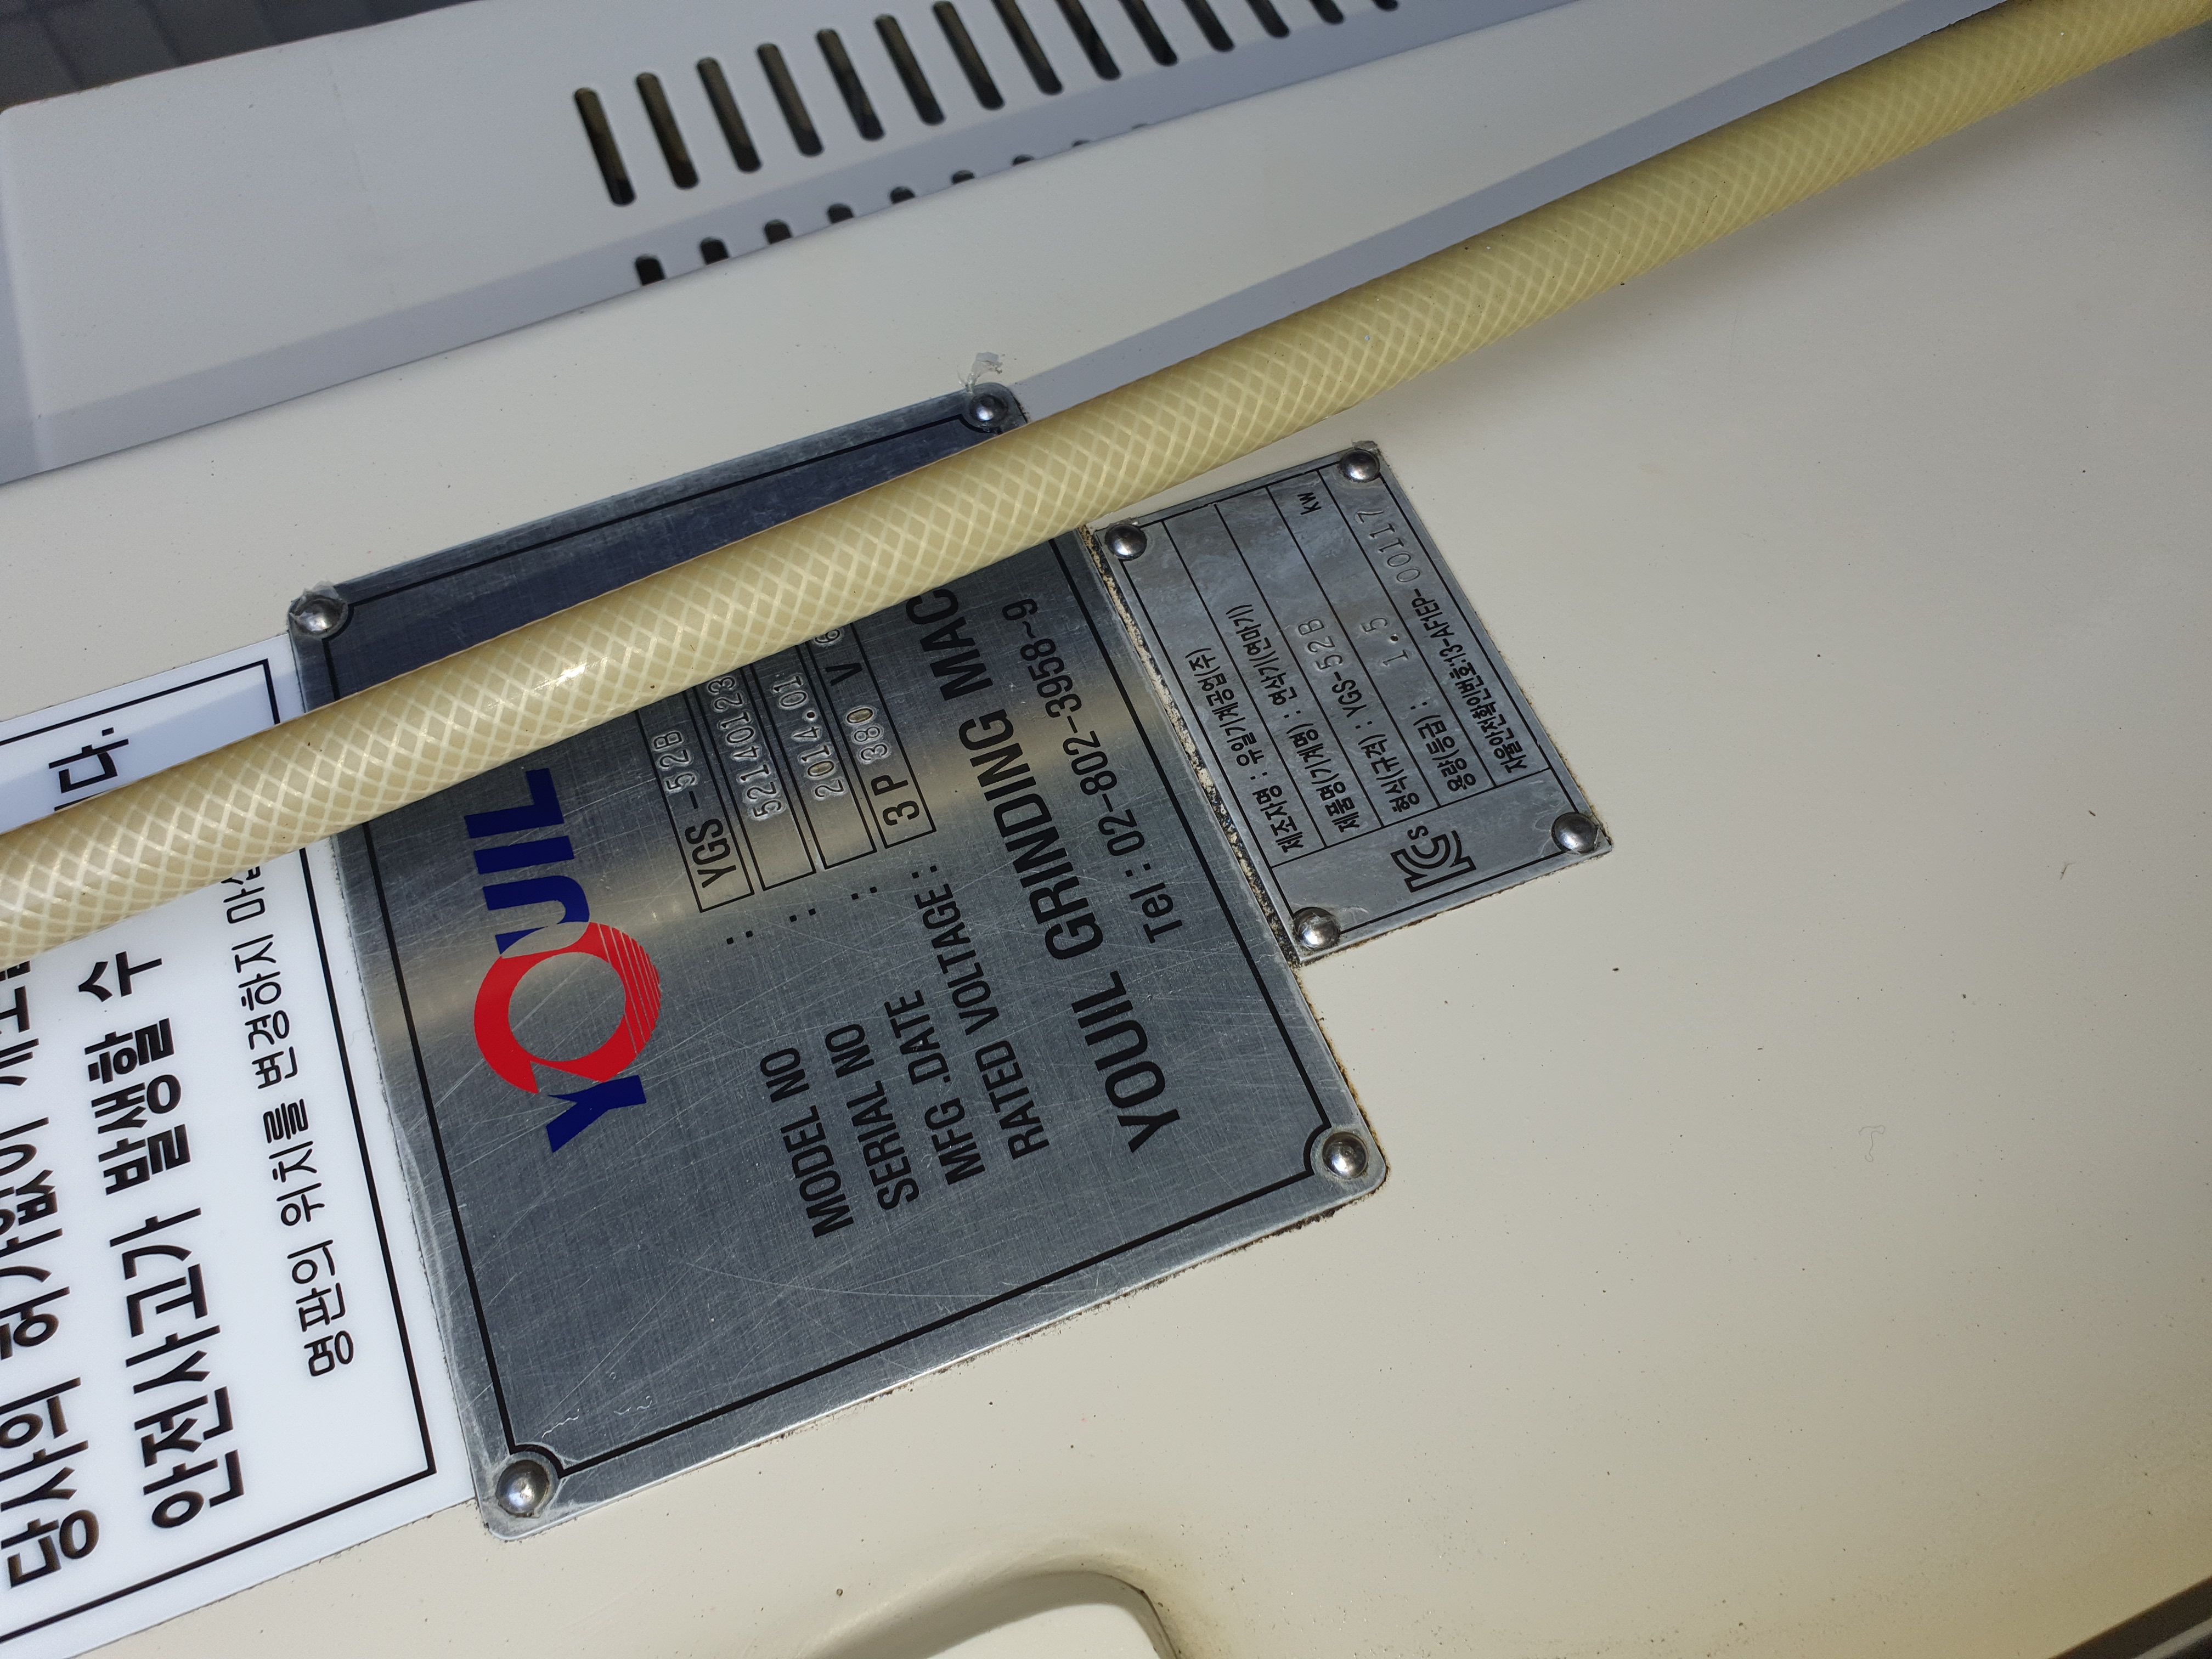 당사의 허가없이
안전사고가 발생할 수
명판의 위치를 변경하지
YOUIL
MODEL NO : YGS-52B
SERIAL NO : 52140128
MFG .DATE : 2014.01
RATED VOLTAGE : 3P 380 V
YOUIL GRINDING MAC
Tel : 02-802-3958~9
제조자명 : 유일기계공업(주)
제품명(기계명) : 연삭기(연마기)
형식(규격) : YGS-52B
용량(등급) : 1.5 kw
자율안전확인번호:13-AF1EP-00117
KCs